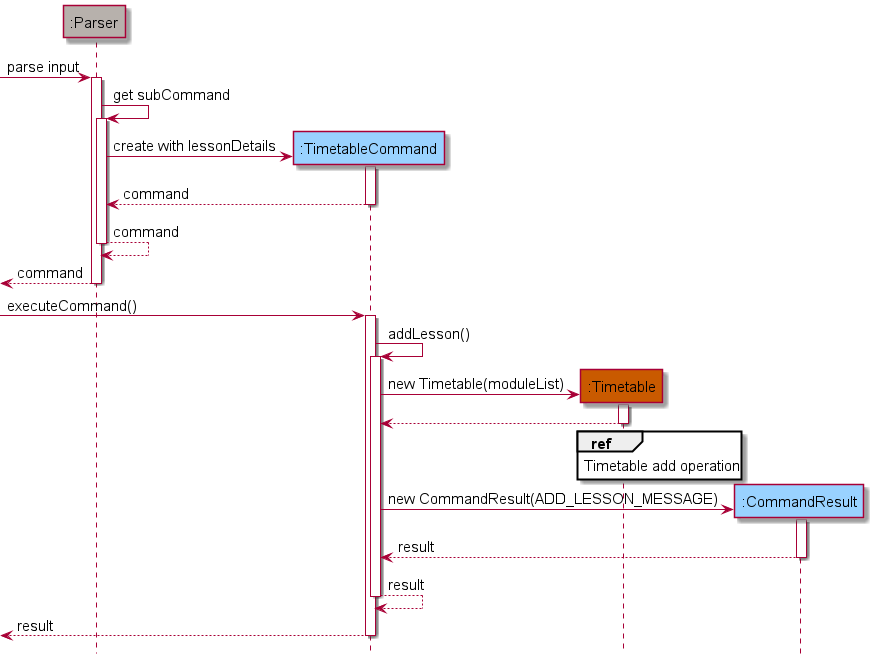 :Parser
parse input
get subCommand
create with lessonDetails
:TimetableCommand
command
command
command
executeCommand()
addLesson()
new Timetable(moduleList)
:Timetable
ref
Timetable add operation
new CommandResult(ADD_LESSON_MESSAGE)
:CommandResult
result
result
result